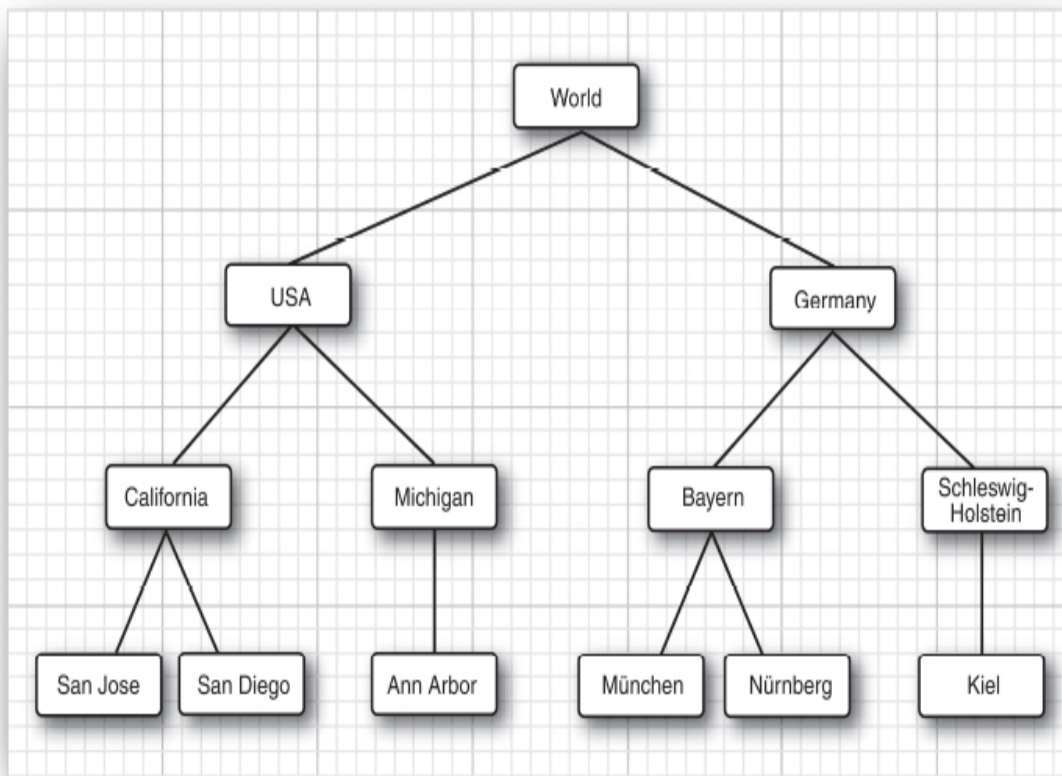 World
USA
Germany
California
Michigan
Bayern
Schleswig-
Holstein
San Jose
San Diego
Ann Arbor
München
Nürnberg
Kiel